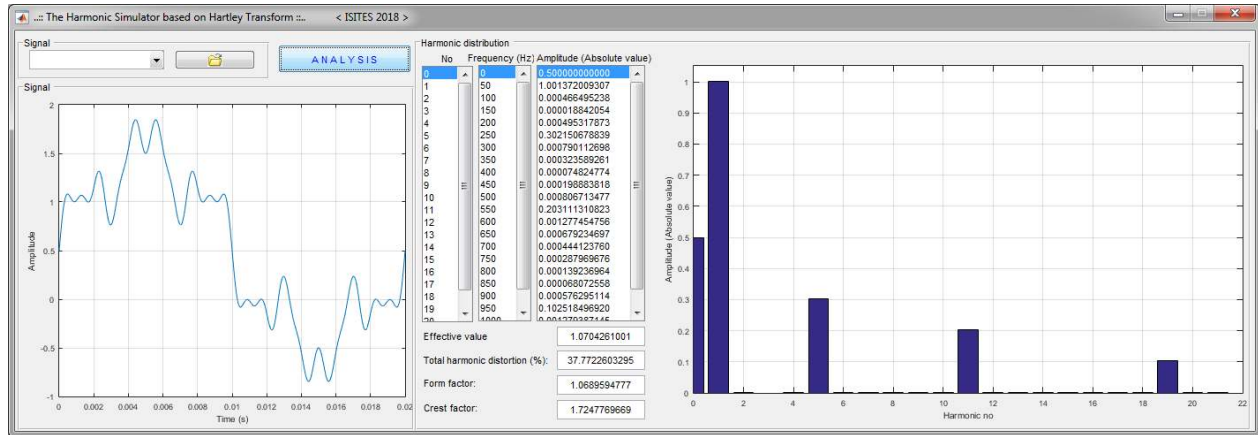 ..:: The Harmonic Simulator based on Hartley Transform ::.. < ISITES 2018 >
Signal
ANALYSIS
Signal
2
1.5
1
0.5
0
-0.5
-1
Amplitude
0 0.002 0.004 0.006 0.008 0.01 0.012 0.014 0.016 0.018 0.02
Time (s)
Harmonic distribution
No Frequency (Hz) Amplitude (Absolute value)
0 0 0.500000000000
1 50 1.001372009307
2 100 0.000466495238
3 150 0.000018842054
4 200 0.000495317873
5 250 0.302150678839
6 300 0.000790112698
7 350 0.000323589261
8 400 0.000074824774
9 450 0.000198883818
10 500 0.000806713477
11 550 0.203111310823
12 600 0.001277454756
13 650 0.000679234697
14 700 0.000444123760
15 750 0.000287969676
16 800 0.000139236964
17 850 0.000068072558
18 900 0.000576295114
19 950 0.102518496920
20 1000 0.001279387145
Effective value 1.0704261001
Total harmonic distortion (%): 37.7722603295
Form factor: 1.0689594777
Crest factor: 1.7247769669
1
0.9
0.8
0.7
0.6
0.5
0.4
0.3
0.2
0.1
0
Amplitude (Absolute value)
0 2 4 6 8 10 12 14 16 18 20 22
Harmonic no